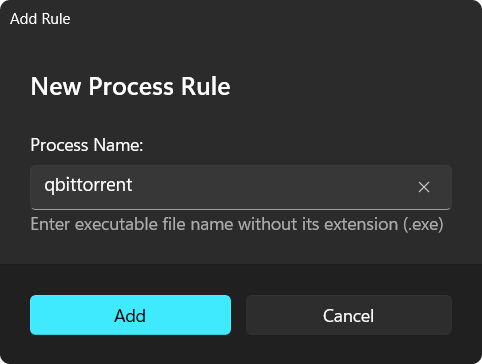 Add Rule
New Process Rule
Process Name:
qbittorrent
Enter executable file name without its extension (.exe)
Add
Cancel